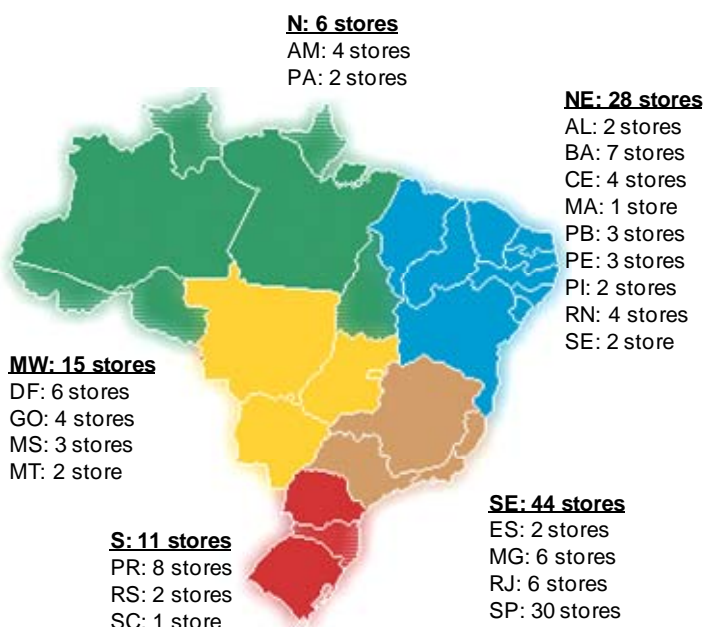 N: 6 stores
AM: 4 stores
PA: 2 stores
NE: 28 stores
AL: 2 stores
BA: 7 stores
CE: 4 stores
MA: 1 store
PB: 3 stores
PE: 3 stores
PI: 2 stores
RN: 4 stores
SE: 2 store
MW: 15 stores
DF: 6 stores
GO: 4 stores
MS: 3 stores
MT: 2 store
SE: 44 stores
ES: 2 stores
MG: 6 stores
RJ: 6 stores
SP: 30 stores
S: 11 stores
PR: 8 stores
RS: 2 stores
SC: 1 store